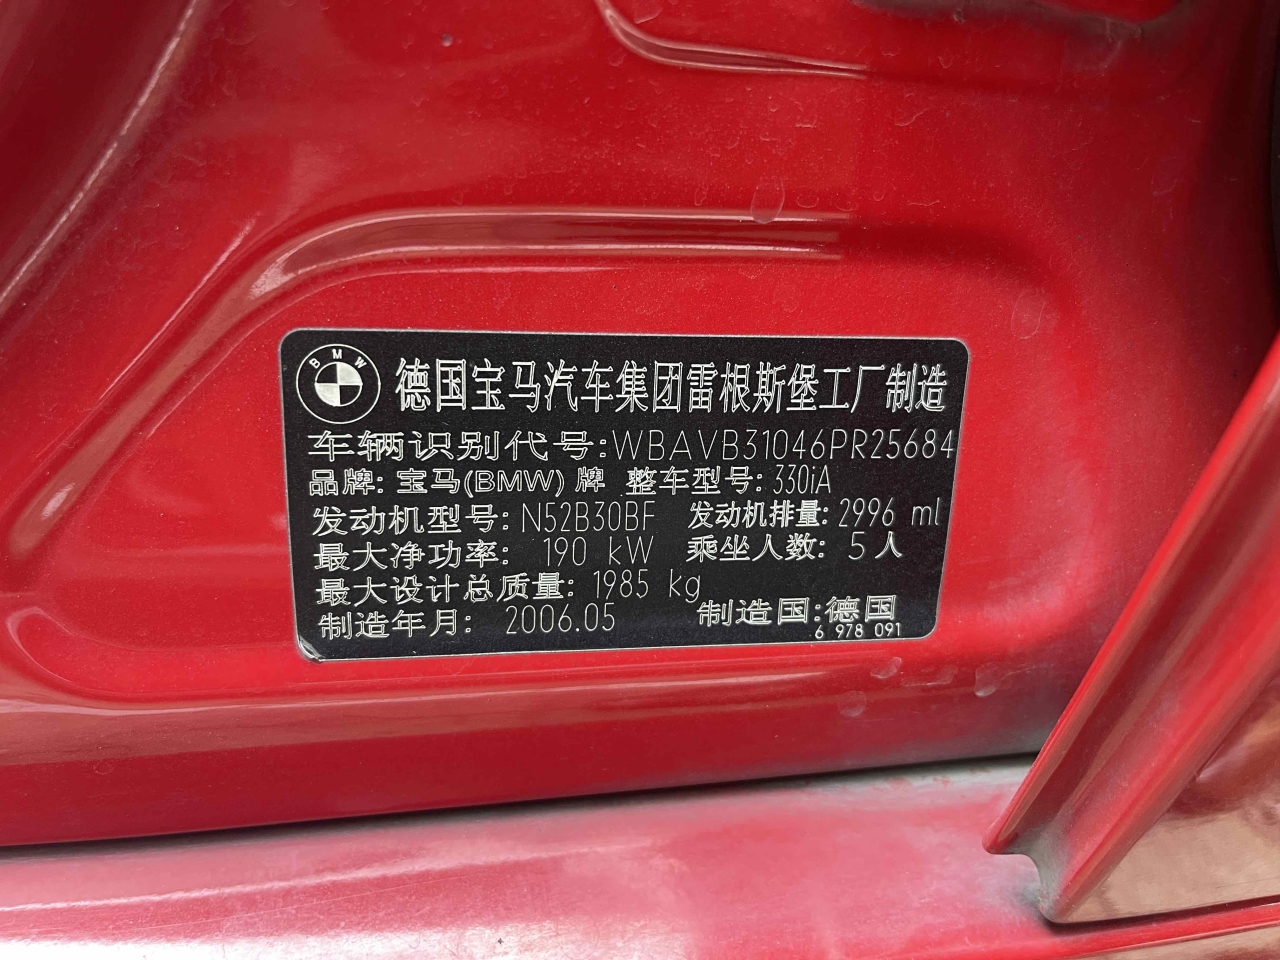 BMW 德国宝马汽车集团雷根斯堡工厂制造
车辆识别代号:WBAVB31046PR25684
品牌:宝马(BMW)牌 整车型号:330iA
发动机型号:N52B30BF 发动机排量:2996 ml
最大净功率: 190 kW 乘坐人数: 5人
最大设计总质量: 1985 kg
制造年月: 2006.05 制造国:德国
6 978 091